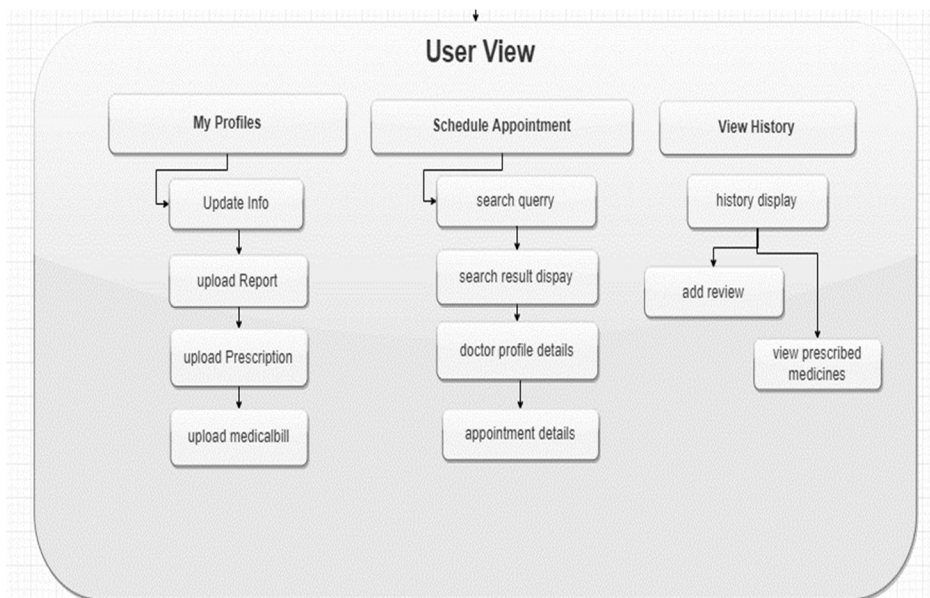 User View
My Profiles
Update Info
upload Report
upload Prescription
upload medicalbill
Schedule Appointment
search querry
search result dispay
doctor profile details
appointment details
View History
history display
add review
view prescribed
medicines